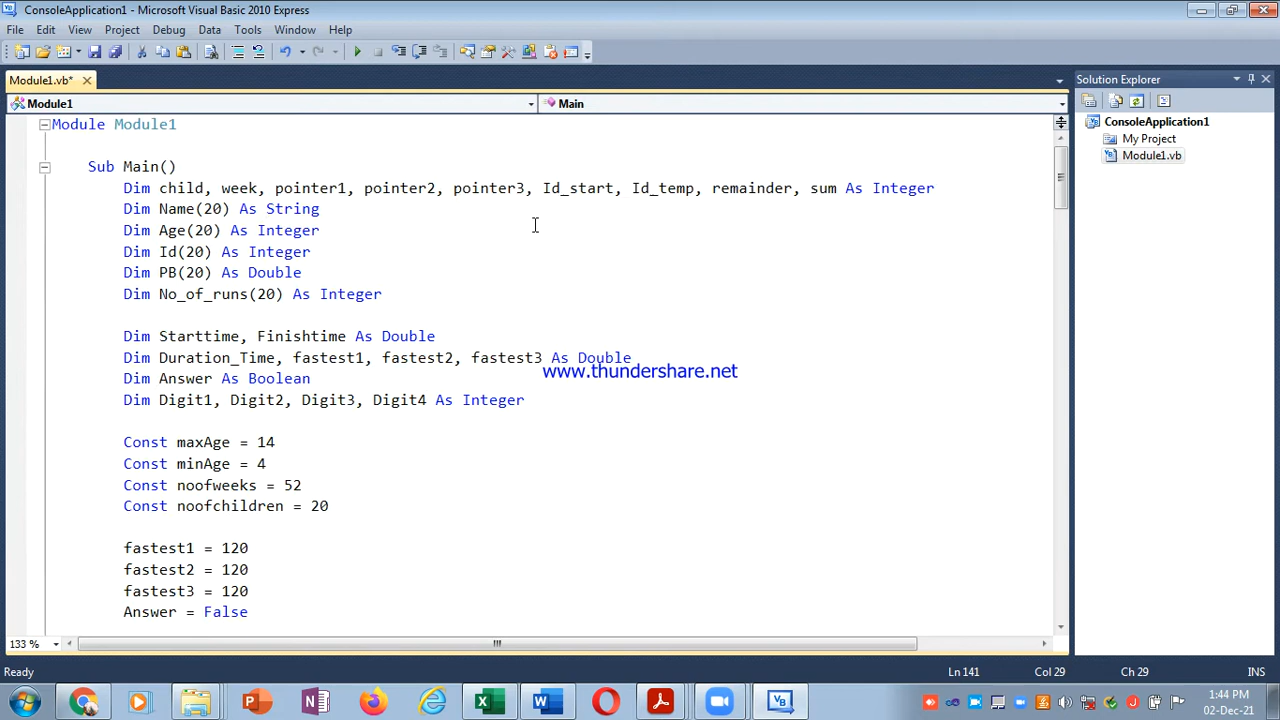 ConsoleApplication1 - Microsoft Visual Basic 2010 Express
File Edit View Project Debug Data Tools Window Help
Module1.vb*
Solution Explorer
Module1 Main
Module Module1
ConsoleApplication1
My Project
Module1.vb
Sub Main()
Dim child, week, pointer1, pointer2, pointer3, Id_start, Id_temp, remainder, sum As Integer
Dim Name(20) As String
Dim Age(20) As Integer
Dim Id(20) As Integer
Dim PB(20) As Double
Dim No_of_runs(20) As Integer
Dim Starttime, Finishtime As Double
Dim Duration_Time, fastest1, fastest2, fastest3 As Double
www.thundershare.net
Dim Answer As Boolean
Dim Digit1, Digit2, Digit3, Digit4 As Integer
Const maxAge = 14
Const minAge = 4
Const noofweeks = 52
Const noofchildren = 20
fastest1 = 120
fastest2 = 120
fastest3 = 120
Answer = False
133 %
Ready Ln 141 Col 29 Ch 29 INS
1:44 PM
02-Dec-21